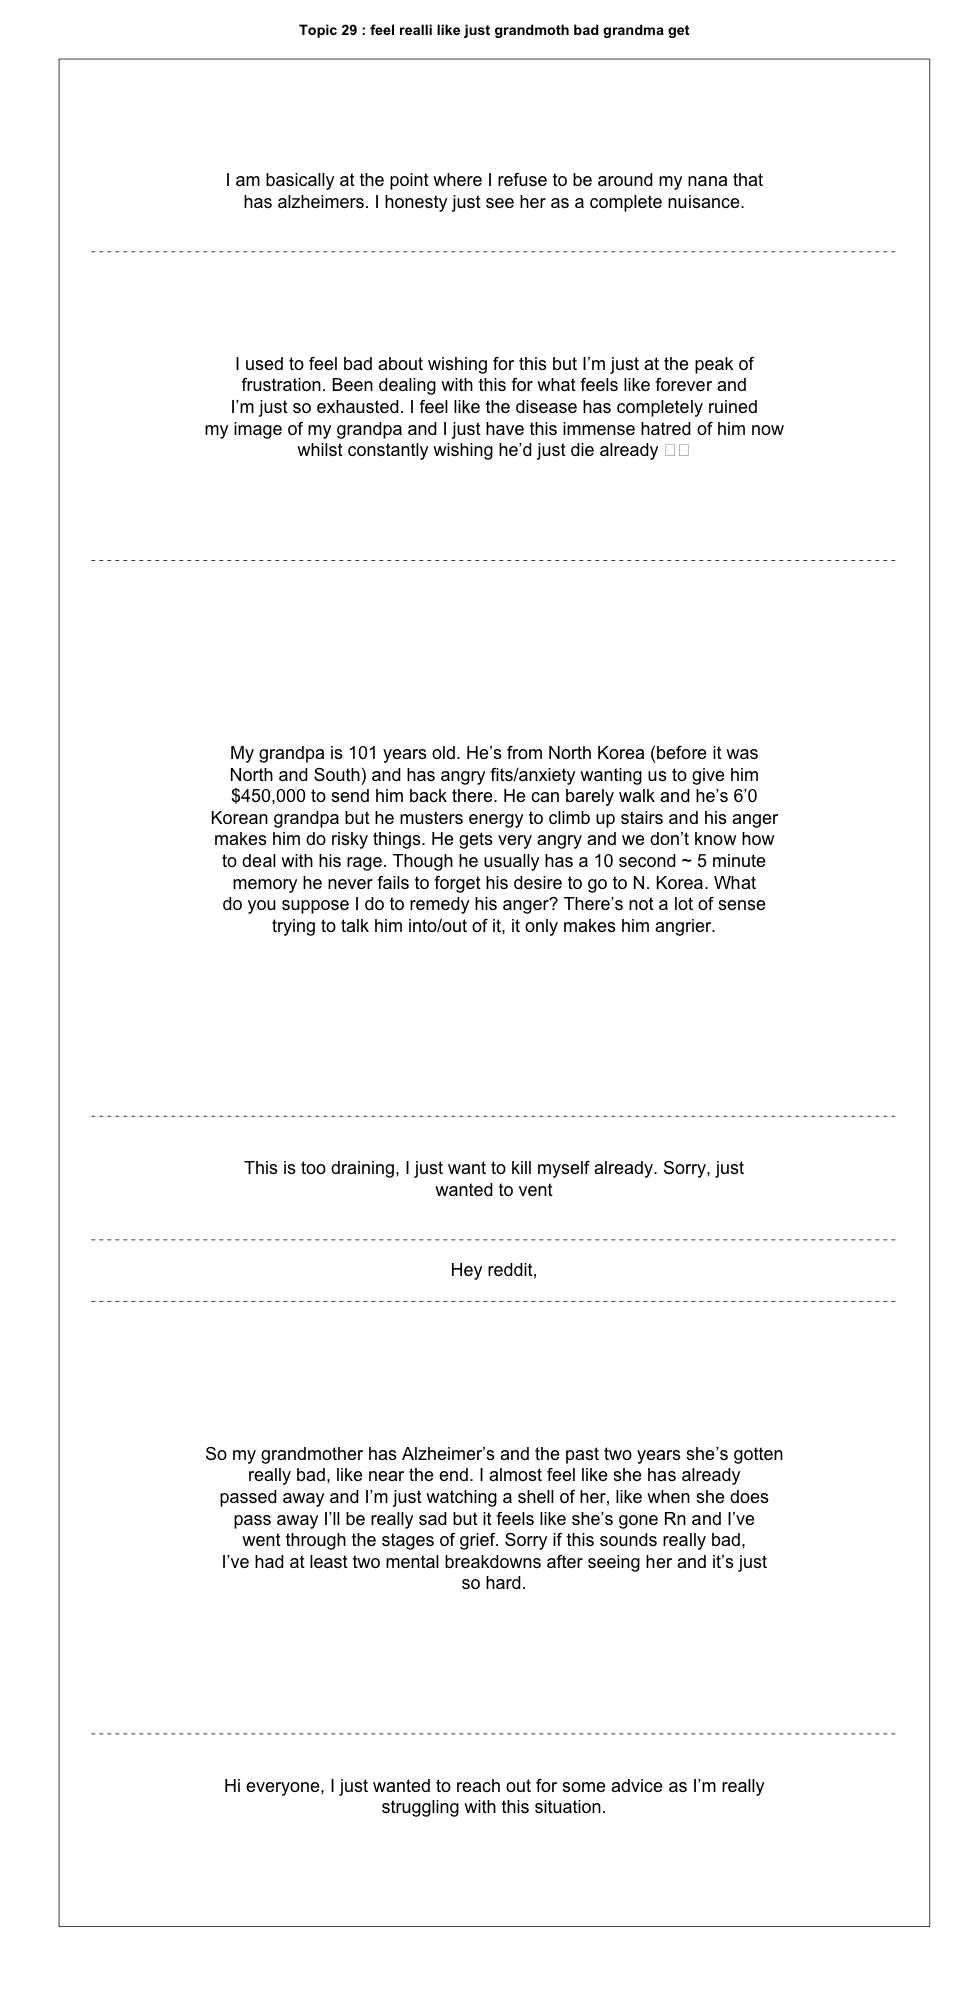 Topic 29 : feel realli like just grandmoth bad grandma get
I am basically at the point where I refuse to be around my nana that
has alzheimers. I honesty just see her as a complete nuisance.
I used to feel bad about wishing for this but I’m just at the peak of
frustration. Been dealing with this for what feels like forever and
I’m just so exhausted. I feel like the disease has completely ruined
my image of my grandpa and I just have this immense hatred of him now
whilst constantly wishing he’d just die already □□
My grandpa is 101 years old. He’s from North Korea (before it was
North and South) and has angry fits/anxiety wanting us to give him
$450,000 to send him back there. He can barely walk and he’s 6’0
Korean grandpa but he musters energy to climb up stairs and his anger
makes him do risky things. He gets very angry and we don’t know how
to deal with his rage. Though he usually has a 10 second ~ 5 minute
memory he never fails to forget his desire to go to N. Korea. What
do you suppose I do to remedy his anger? There’s not a lot of sense
trying to talk him into/out of it, it only makes him angrier.
This is too draining, I just want to kill myself already. Sorry, just
wanted to vent
Hey reddit,
So my grandmother has Alzheimer’s and the past two years she’s gotten
really bad, like near the end. I almost feel like she has already
passed away and I’m just watching a shell of her, like when she does
pass away I’ll be really sad but it feels like she’s gone Rn and I’ve
went through the stages of grief. Sorry if this sounds really bad,
I’ve had at least two mental breakdowns after seeing her and it’s just
so hard.
Hi everyone, I just wanted to reach out for some advice as I’m really
struggling with this situation.